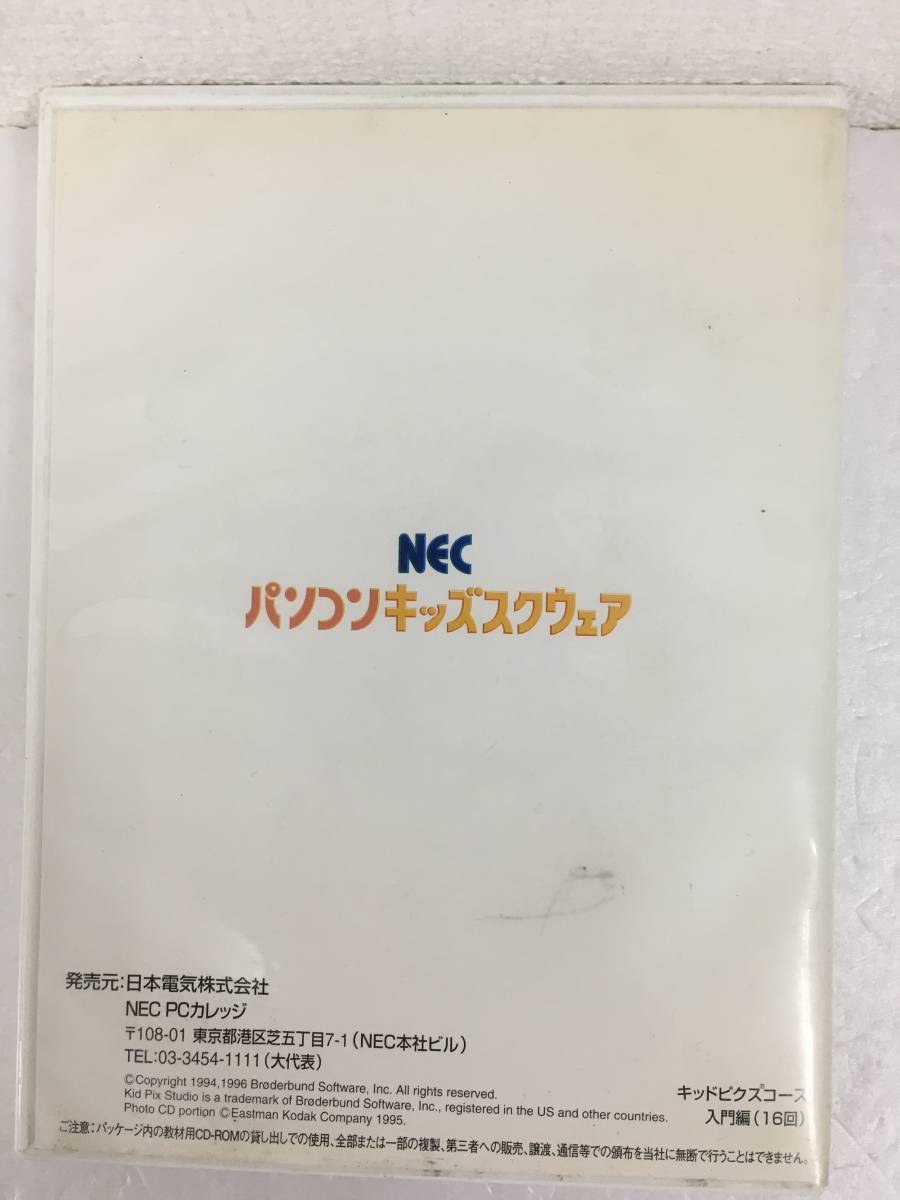 NEC
パソコンキッズスクウェア
発売元:日本電気株式会社
NEC PCカレッジ
〒108-01 東京都港区芝五丁目7-1(NEC本社ビル)
TEL:03-3454-1111(大代表)
©Copyright 1994,1996 Brøderbund Software, Inc. All rights reserved.
Kid Pix Studio is a trademark of Brøderbund Software, Inc., registered in the US and other countries.
Photo CD portion ©Eastman Kodak Company 1995.
キッドピクスコース
入門編(16回)
ご注意:パッケージ内の教材用CD-ROMの貸し出しでの使用、全部または一部の複製、第三者への販売、譲渡、通信等での頒布を当社に無断で行うことはできません。